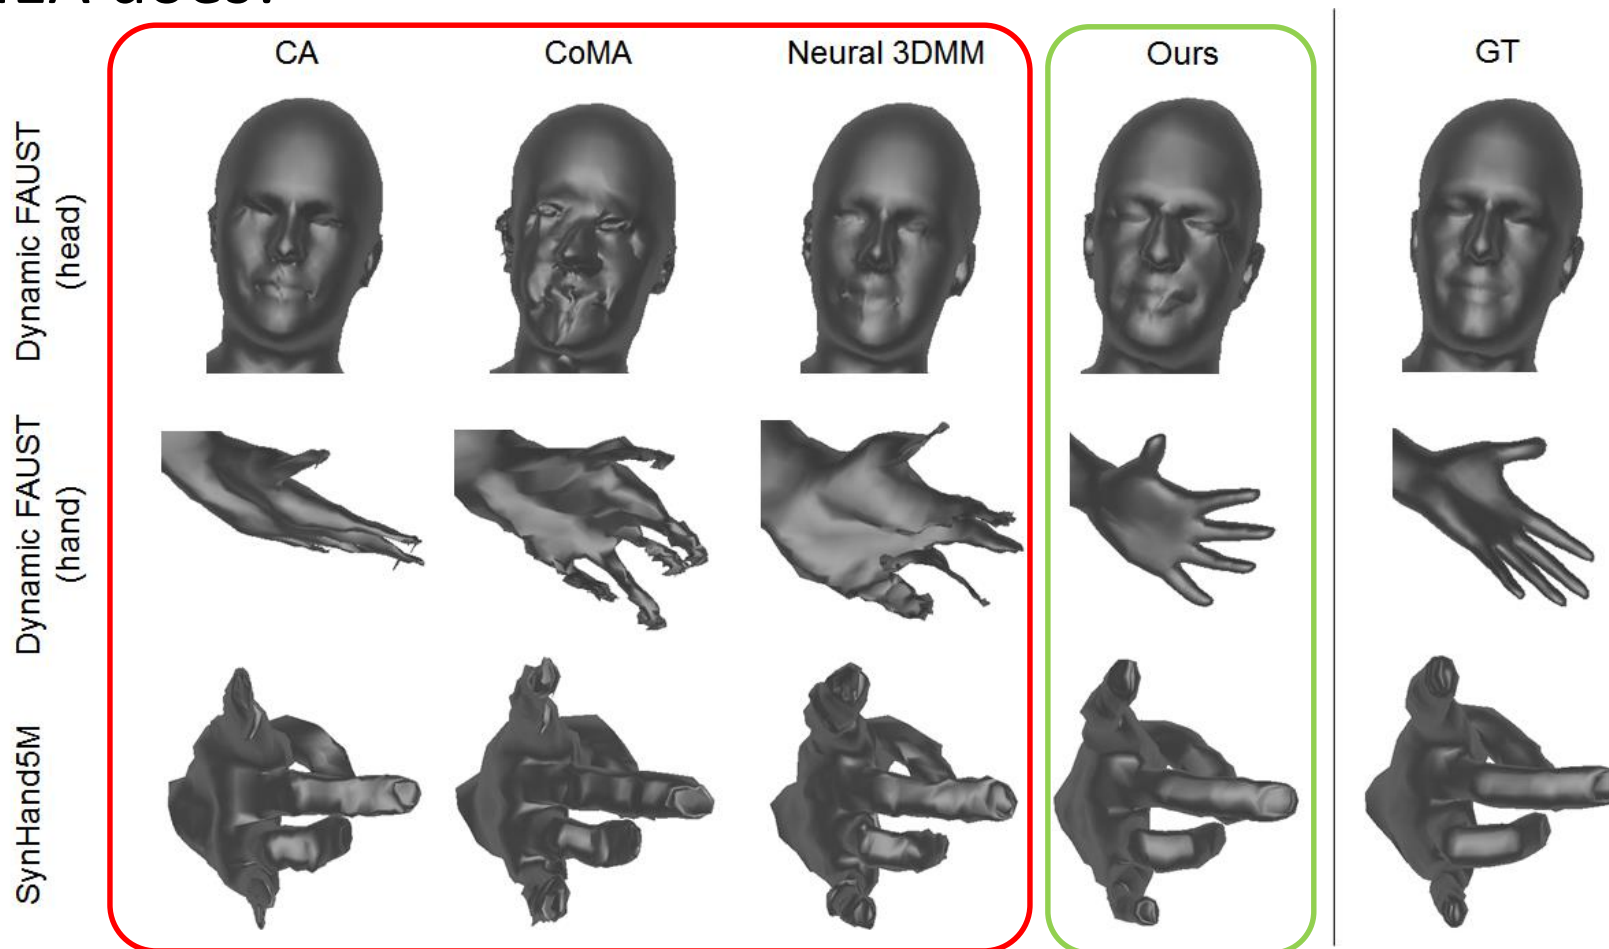 CA CoMA Neural 3DMM Ours GT
Dynamic FAUST
(head)
Dynamic FAUST
(hand)
SynHand5M